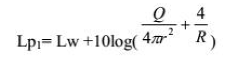 Lp₁= Lw +10log( Q/4πr² + 4/R )